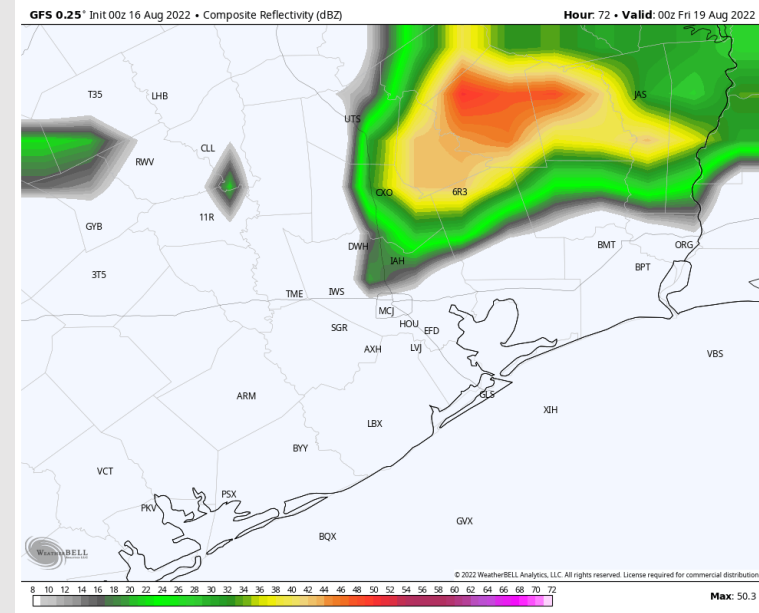 GFS 0.25° Init 00z 16 Aug 2022 • Composite Reflectivity (dBZ)
Hour: 72 • Valid: 00z Fri 19 Aug 2022
T35
LHB
JAS
UTS
CLL
RWV
CXO
6R3
11R
GYB
DWH
BMT
ORG
IAH
BPT
3T5
TME
IWS
MCJ
SGR
HOU
EFD
AXH
LVJ
VBS
ARM
GLS
XIH
LBX
BYY
VCT
PSX
PKV
GVX
BQX
WEATHERBELL
© 2022 WeatherBELL Analytics, LLC. All rights reserved. License required for commercial distribution
8 10 12 14 16 18 20 22 24 26 28 30 32 34 36 38 40 42 44 46 48 50 52 54 56 58 60 62 64 66 68 70 72
Max: 50.3